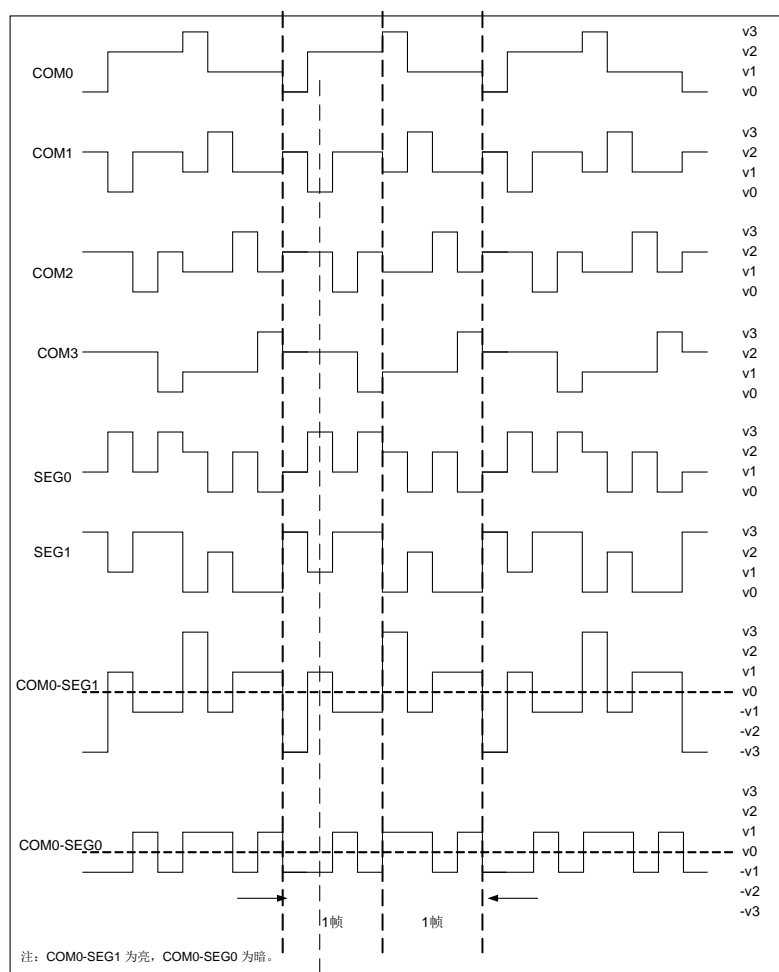 COM0
v3
v2
v1
v0
COM1
v3
v2
v1
v0
COM2
v3
v2
v1
v0
COM3
v3
v2
v1
v0
SEG0
v3
v2
v1
v0
SEG1
v3
v2
v1
v0
COM0-SEG1
v3
v2
v1
v0
-v1
-v2
-v3
COM0-SEG0
v3
v2
v1
v0
-v1
-v2
-v3
1帧
1帧
注：COM0-SEG1 为亮，COM0-SEG0 为暗。